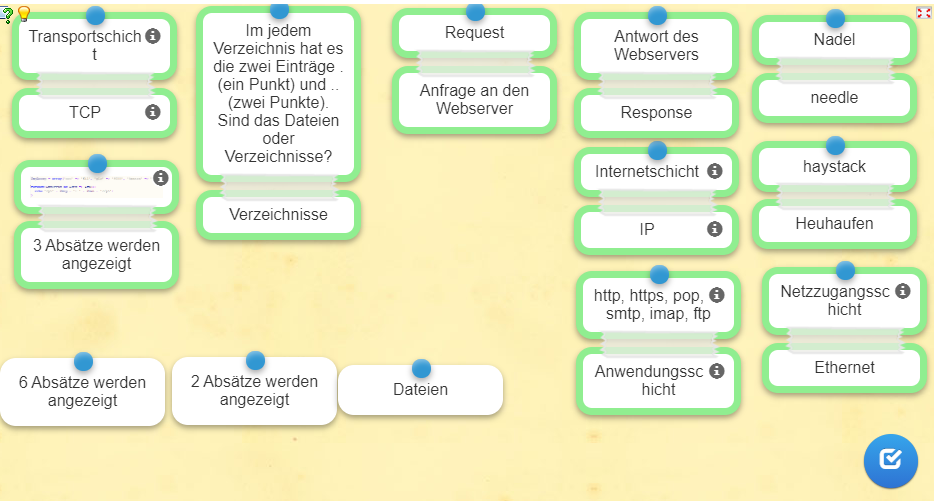 Transportschich
t
TCP
3 Absätze werden
angezeigt
Im jedem
Verzeichnis hat es
die zwei Einträge .
(ein Punkt) und ..
(zwei Punkte).
Sind das Dateien
oder
Verzeichnisse?
Verzeichnisse
Request
Anfrage an den
Webserver
Antwort des
Webservers
Response
Internetschicht
IP
http, https, pop,
smtp, imap, ftp
Anwendungssc
hicht
Nadel
needle
haystack
Heuhaufen
Netzzugangssc
hicht
Ethernet
6 Absätze werden
angezeigt
2 Absätze werden
angezeigt
Dateien